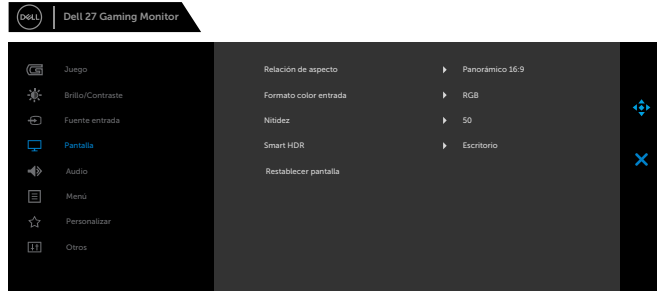 DELL Dell 27 Gaming Monitor
Juego
Relación de aspecto Panorámico 16:9
Brillo/Contraste
Formato color entrada RGB
Fuente entrada
Nitidez 50
Pantalla
Smart HDR Escritorio
Audio
Restablecer pantalla
Menú
Personalizar
Otros